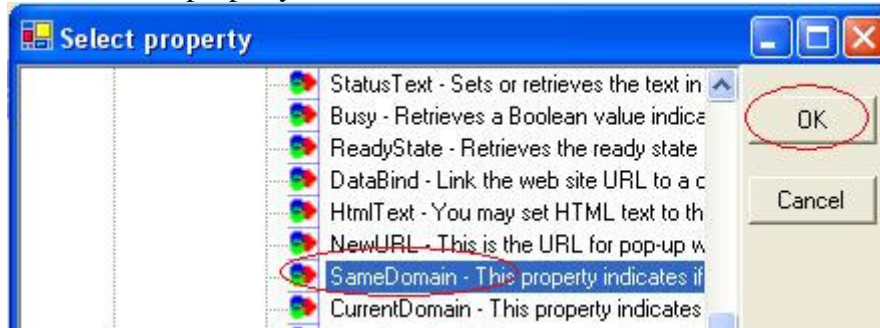 Select property
StatusText - Sets or retrieves the text in
Busy - Retrieves a Boolean value indica
ReadyState - Retrieves the ready state
DataBind - Link the web site URL to a c
HtmlText - You may set HTML text to th
NewURL - This is the URL for pop-up w
SameDomain - This property indicates if
CurrentDomain - This property indicates
OK
Cancel